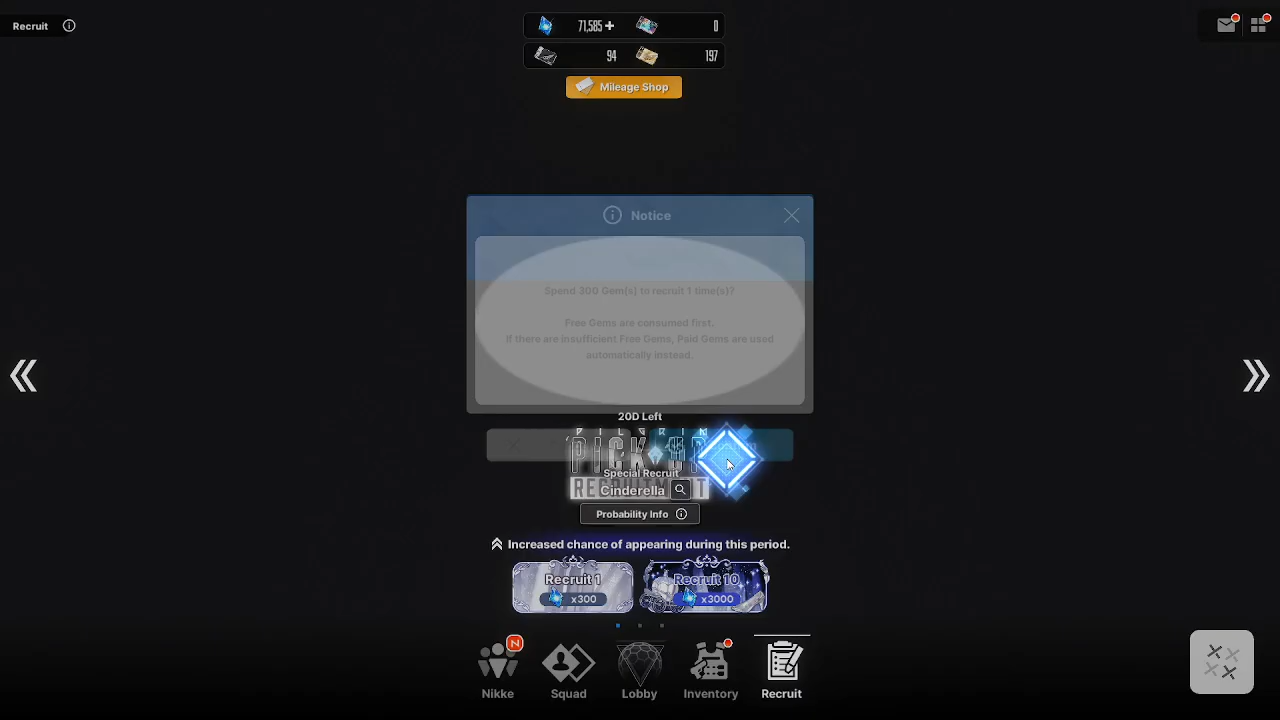 Recruit
71,585
0
94
197
Mileage Shop
Notice
Spend 300 Gem(s) to recruit 1 time(s)?
Free Gems are consumed first.
If there are insufficient Free Gems, Paid Gems are used
automatically instead.
20D Left
PICK UP
RECRUITMENT
Special Recruit
Cinderella
Probability Info
Increased chance of appearing during this period.
Recruit 1
x300
Recruit 10
x3000
N
Nikke
Squad
Lobby
Inventory
Recruit